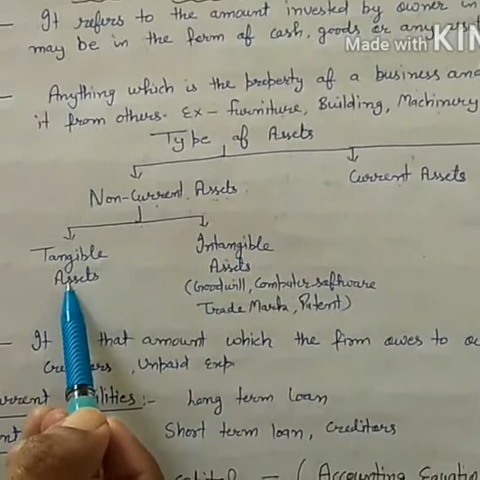 It refers to the amount invested by owner in
may be in the form of cash, goods or any
Made with KIN
Anything which is the property of a business and
it from others. Ex - furniture, Building, Machinery
Type of Assets
Non-Current Assets
Current Assets
Tangible
Assets
Intangible
Assets
(Goodwill, Computer software
Trade Mark, Patent)
It that amount which the firm owes to
, Unpaid Exp
:- Long term loan
Short term loan, Crediters
- (Accounting Equation